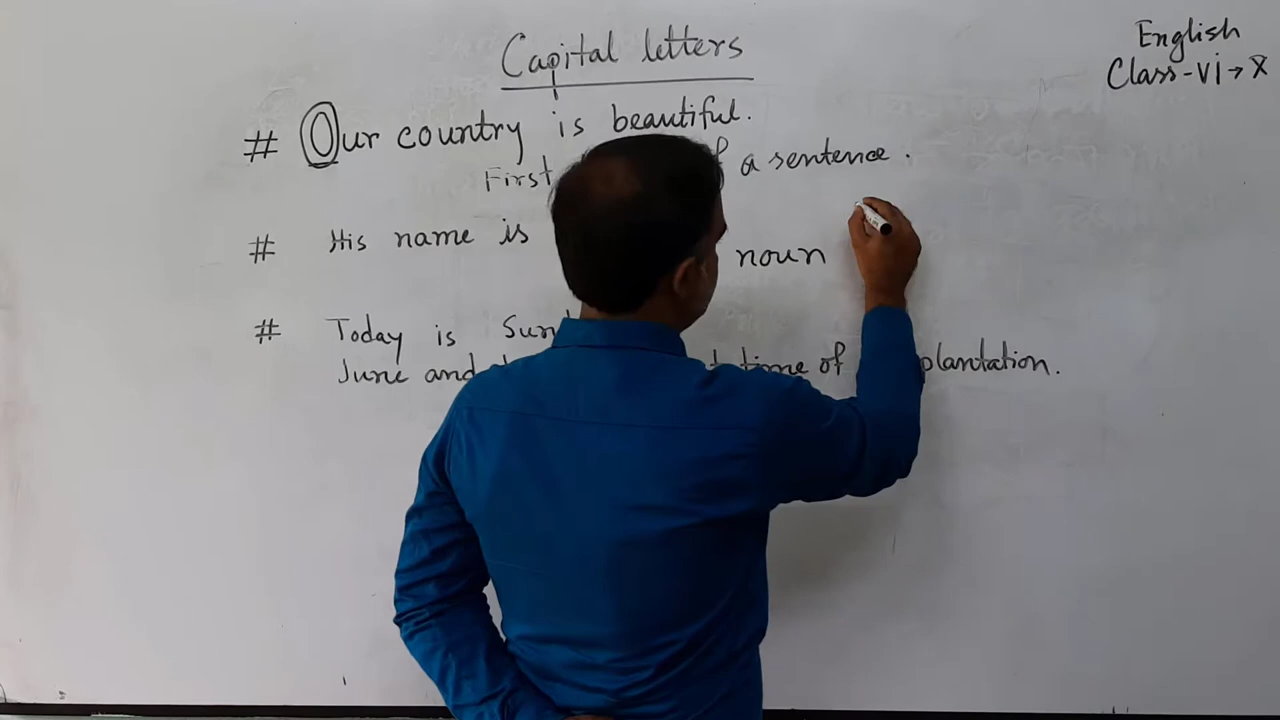 Capital letters
English
Class-VI→X
# Our country is beautiful.
First of a sentence.
# His name is
noun
# Today is
June and time of plantation.